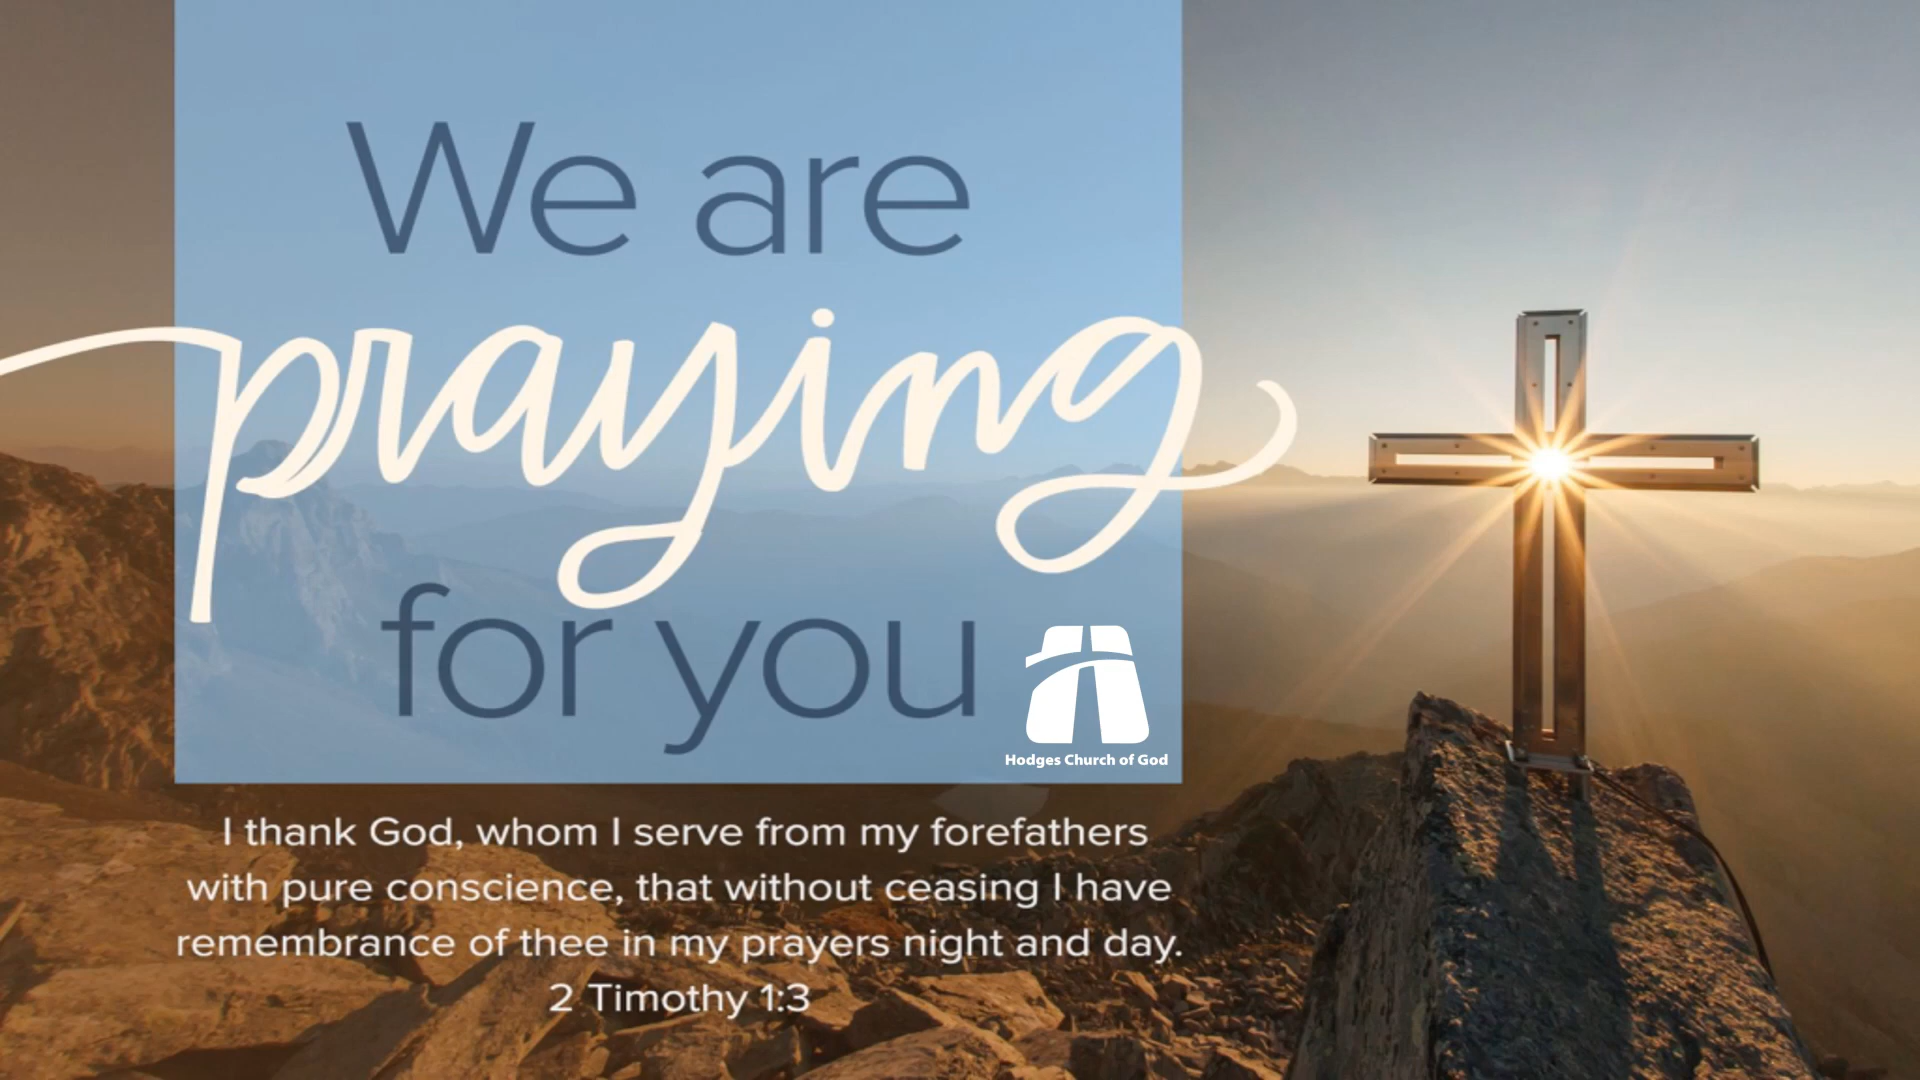 We are
praying
for you
Hodges Church of God
I thank God, whom I serve from my forefathers
with pure conscience, that without ceasing I have
remembrance of thee in my prayers night and day.
2 Timothy 1:3